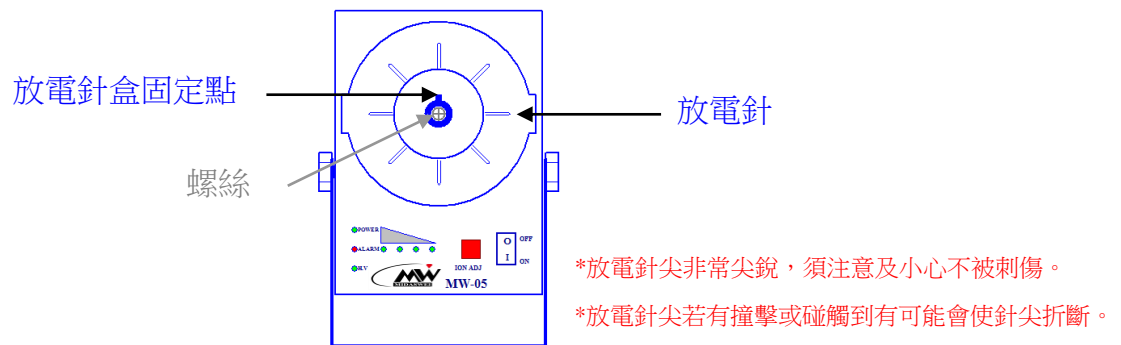 放電針盒固定點
放電針
螺絲
POWER
ALARM
H.V
O OFF
I ON
ION ADJ
MW
MIDASWEI
MW-05
*放電針尖非常尖銳，須注意及小心不被刺傷。
*放電針尖若有撞擊或碰觸到有可能會使針尖折斷。